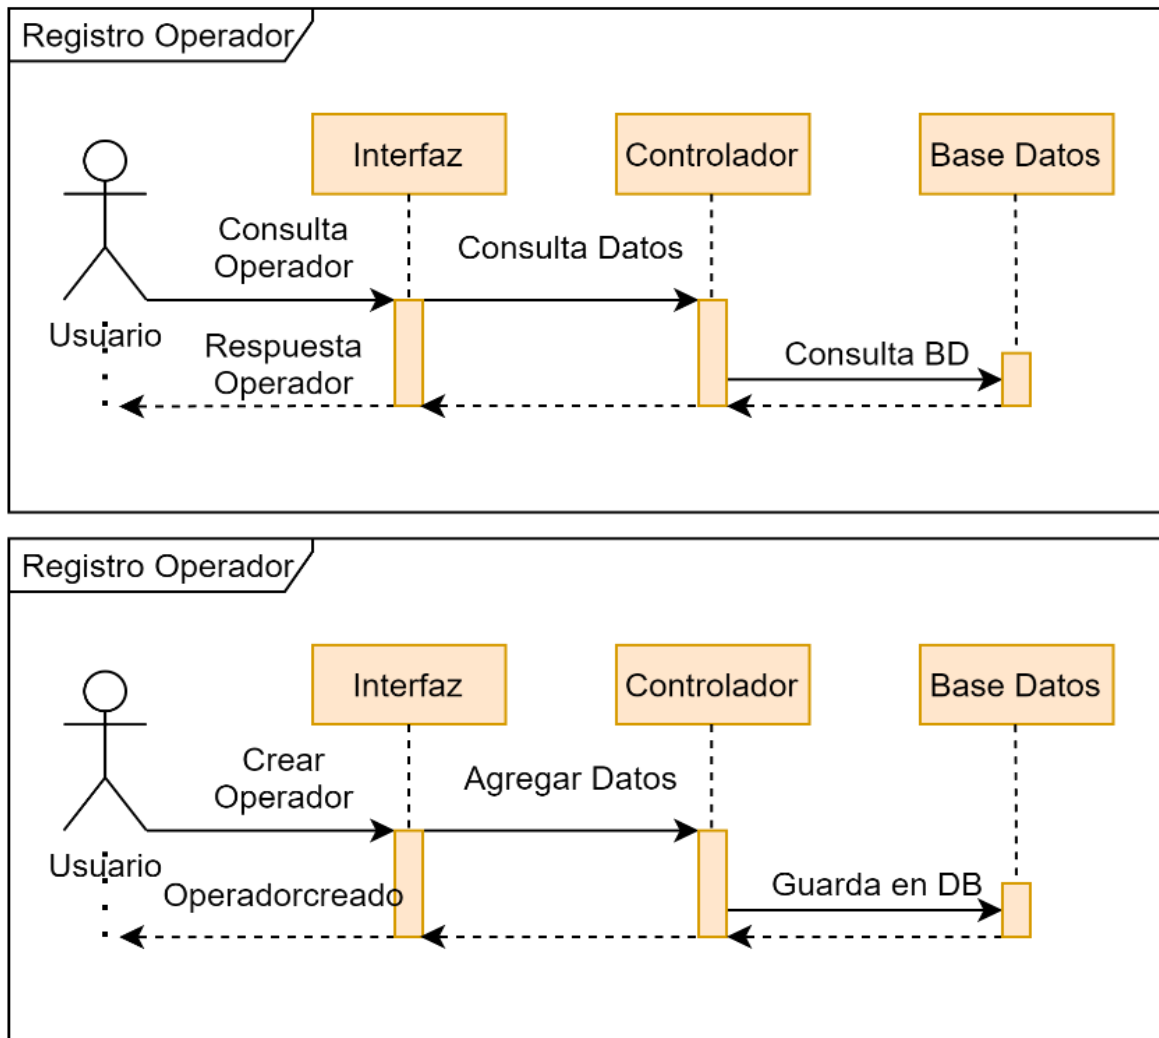 Registro Operador
Interfaz
Controlador
Base Datos
Consulta
Operador
Consulta Datos
Usuario
Respuesta
Operador
Consulta BD
Registro Operador
Interfaz
Controlador
Base Datos
Crear
Operador
Agregar Datos
Usuario
Operadorcreado
Guarda en DB